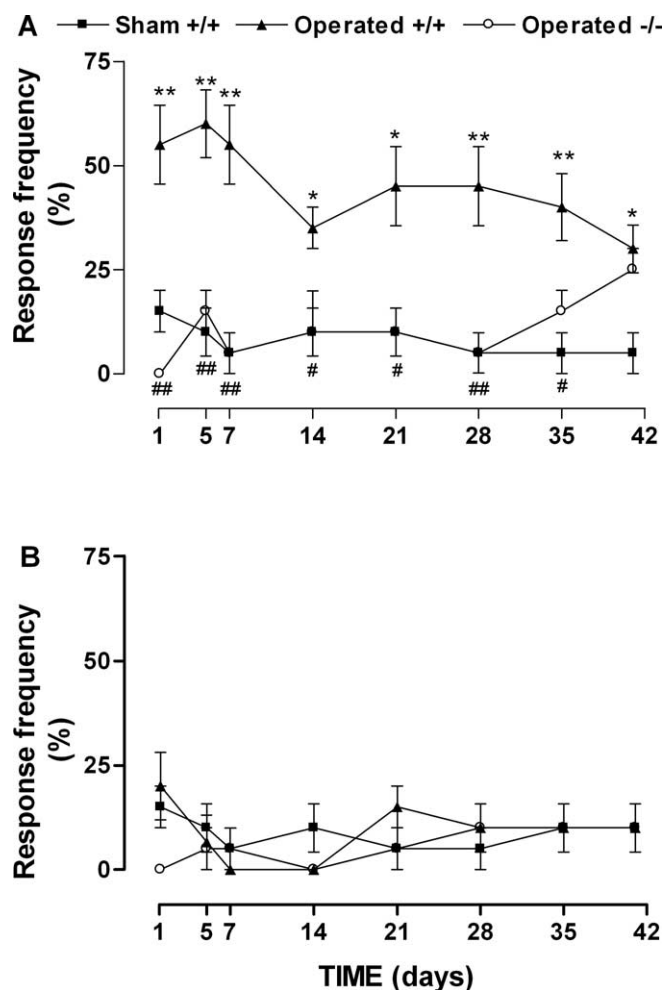 A
Sham +/+ Operated +/+ Operated -/-
75
50
25
0
Response frequency
(%)
** ** ** * * ** ** *
## ## ## # # ## #
1 5 7 14 21 28 35 42
B
75
50
25
0
Response frequency
(%)
1 5 7 14 21 28 35 42
TIME (days)